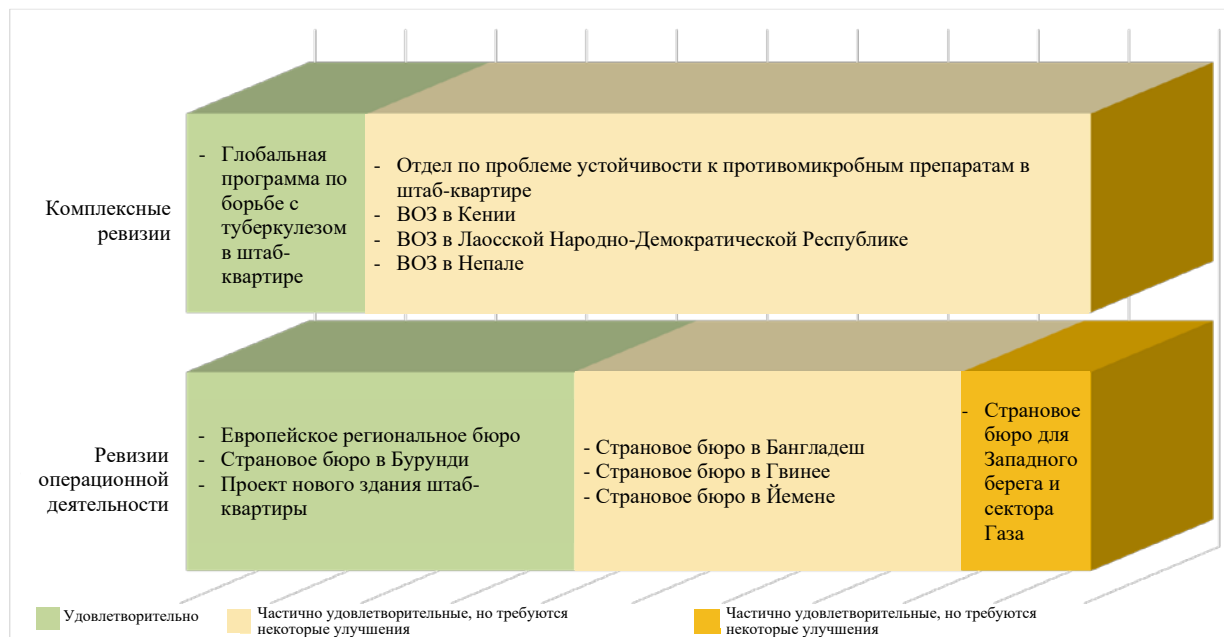 Комплексные
ревизии
- Глобальная
программа по
борьбе с
туберкулезом
в штаб-
квартире
- Отдел по проблеме устойчивости к противомикробным препаратам в
штаб-квартире
- ВОЗ в Кении
- ВОЗ в Лаосской Народно-Демократической Республике
- ВОЗ в Непале
Ревизии
операционной
деятельности
- Европейское региональное бюро
- Страновое бюро в Бурунди
- Проект нового здания штаб-
квартиры
- Страновое бюро в Бангладеш
- Страновое бюро в Гвинее
- Страновое бюро в Йемене
- Страновое
бюро для
Западного
берега и
сектора
Газа
Удовлетворительно
Частично удовлетворительные, но требуются
некоторые улучшения
Частично удовлетворительные, но требуются
некоторые улучшения